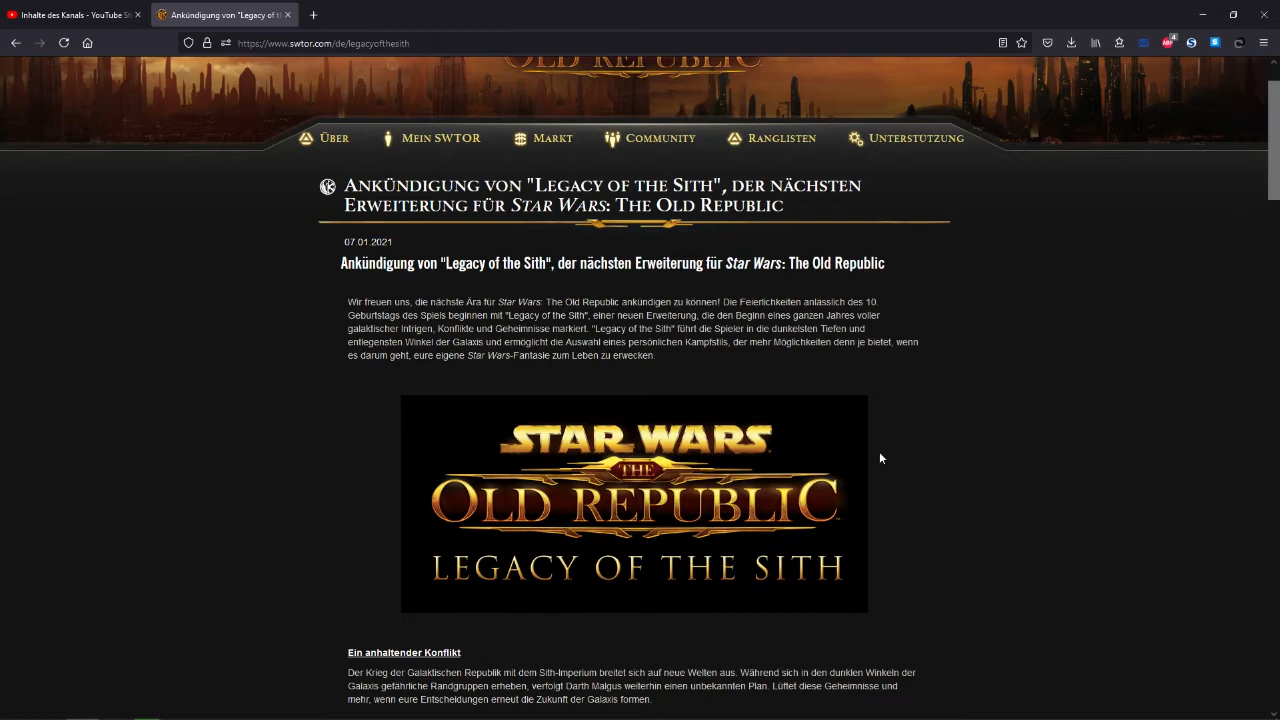 Inhalte des Kanals - YouTube St
Ankündigung von "Legacy of t
https://www.swtor.com/de/legacyofthesith
ABP
4
OLD REPUBLIC
ÜBER
MEIN SWTOR
MARKT
COMMUNITY
RANGLISTEN
UNTERSTÜTZUNG
ANKÜNDIGUNG VON "LEGACY OF THE SITH", DER NÄCHSTEN
ERWEITERUNG FÜR STAR WARS: THE OLD REPUBLIC
07.01.2021
Ankündigung von "Legacy of the Sith", der nächsten Erweiterung für Star Wars: The Old Republic
Wir freuen uns, die nächste Ära für Star Wars: The Old Republic ankündigen zu können! Die Feierlichkeiten anlässlich des 10.
Geburtstags des Spiels beginnen mit "Legacy of the Sith", einer neuen Erweiterung, die den Beginn eines ganzen Jahres voller
galaktischer Intrigen, Konflikte und Geheimnisse markiert. "Legacy of the Sith" führt die Spieler in die dunkelsten Tiefen und
entlegensten Winkel der Galaxis und ermöglicht die Auswahl eines persönlichen Kampfstils, der mehr Möglichkeiten denn je bietet, wenn
es darum geht, eure eigene Star Wars-Fantasie zum Leben zu erwecken.
STAR WARS
THE
OLD REPUBLIC™
LEGACY OF THE SITH
Ein anhaltender Konflikt
Der Krieg der Galaktischen Republik mit dem Sith-Imperium breitet sich auf neue Welten aus. Während sich in den dunklen Winkeln der
Galaxis gefährliche Randgruppen erheben, verfolgt Darth Malgus weiterhin einen unbekannten Plan. Lüftet diese Geheimnisse und
mehr, wenn eure Entscheidungen erneut die Zukunft der Galaxis formen.